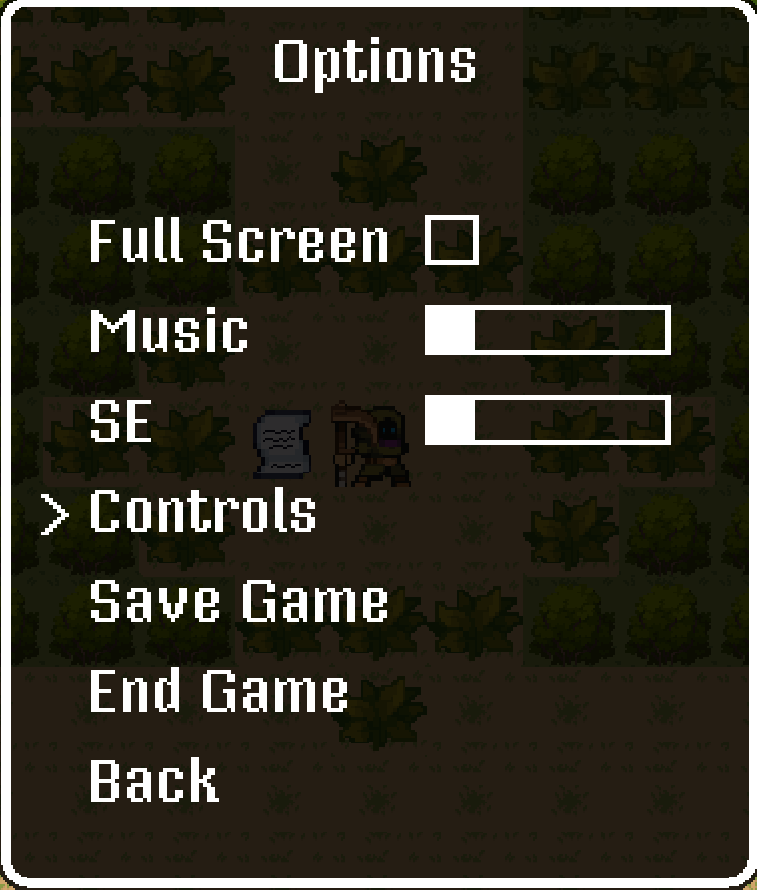 Options
Full Screen
Music
SE
> Controls
Save Game
End Game
Back